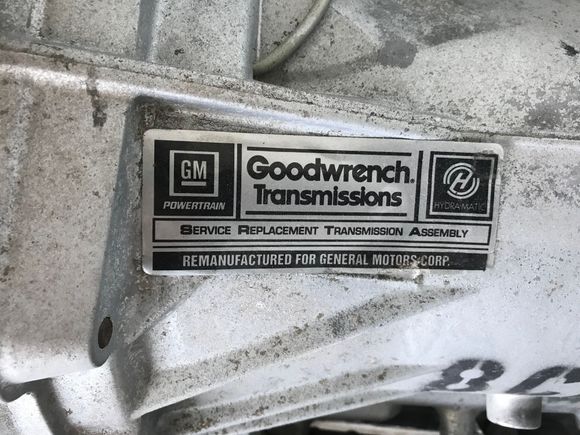 GM
POWERTRAIN
Goodwrench.
Transmissions
HYDRA-MATIC
SERVICE REPLACEMENT TRANSMISSION ASSEMBLY
REMANUFACTURED FOR GENERAL MOTORS CORP.